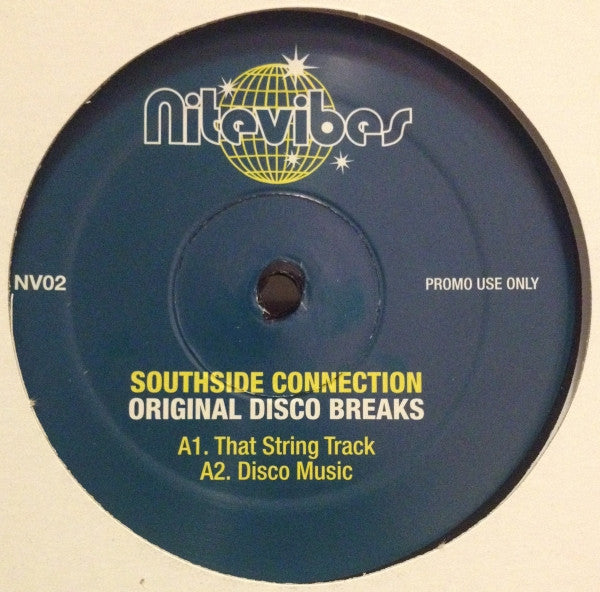 Nitevibes
NV02
PROMO USE ONLY
SOUTHSIDE CONNECTION
ORIGINAL DISCO BREAKS
A1. That String Track
A2. Disco Music